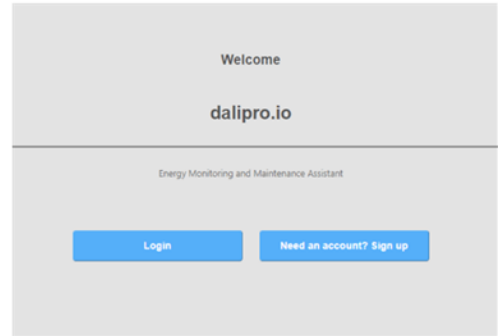 Welcome
dalipro.io
Energy Monitoring and Maintenance Assistant
Login
Need an account? Sign up